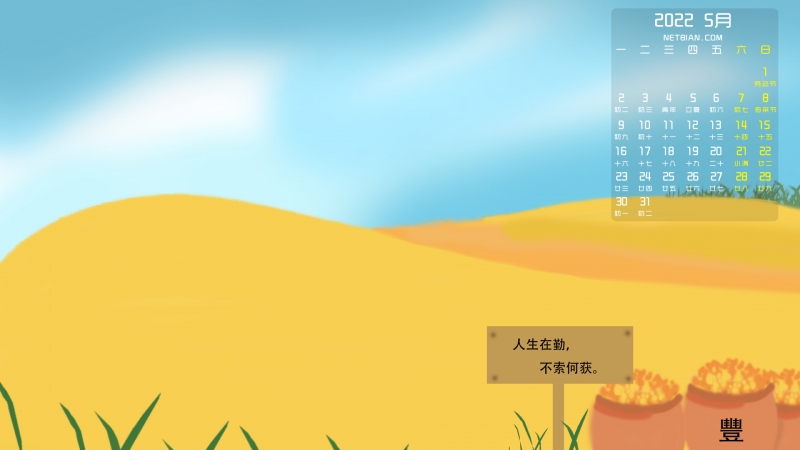 2022 5月
NETBIAN.COM
一 二 三 四 五 六 日
1
劳动节
2 3 4 5 6 7 8
初二 初三 青年节 立夏 初六 初七 母亲节
9 10 11 12 13 14 15
初九 初十 十一 十二 十三 十四 十五
16 17 18 19 20 21 22
十六 十七 十八 十九 二十 小满 廿二
23 24 25 26 27 28 29
廿三 廿四 廿五 廿六 廿七 廿八 廿九
30 31
初一 初二
人生在勤,
不索何获。
豐